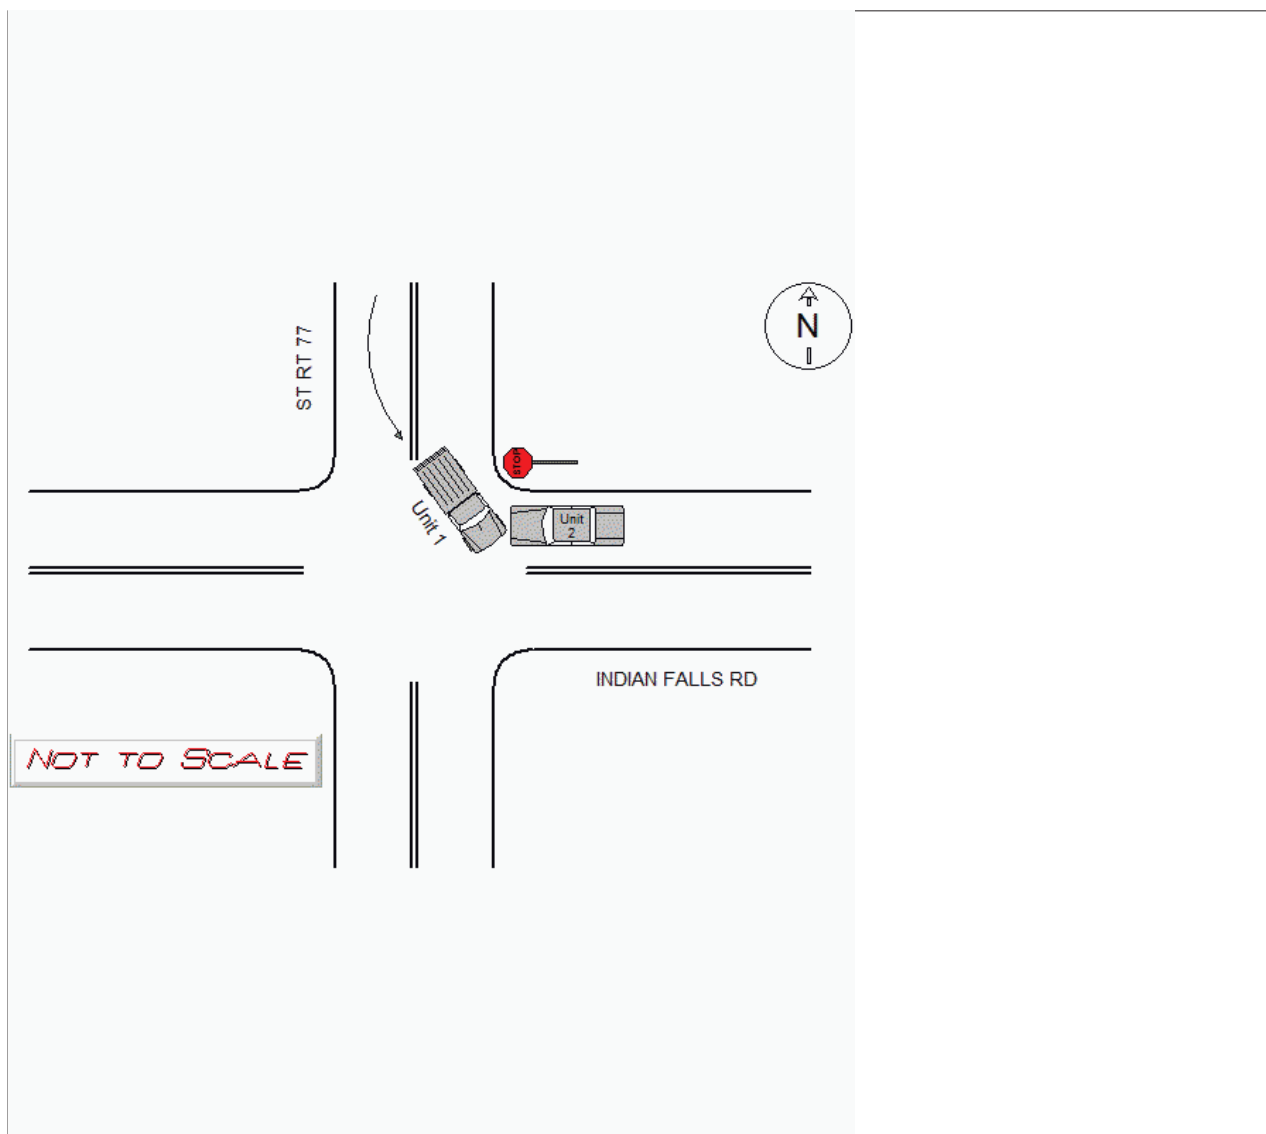 ST RT 77
N
STOP
Unit 1
Unit
2
INDIAN FALLS RD
NOT TO SCALE